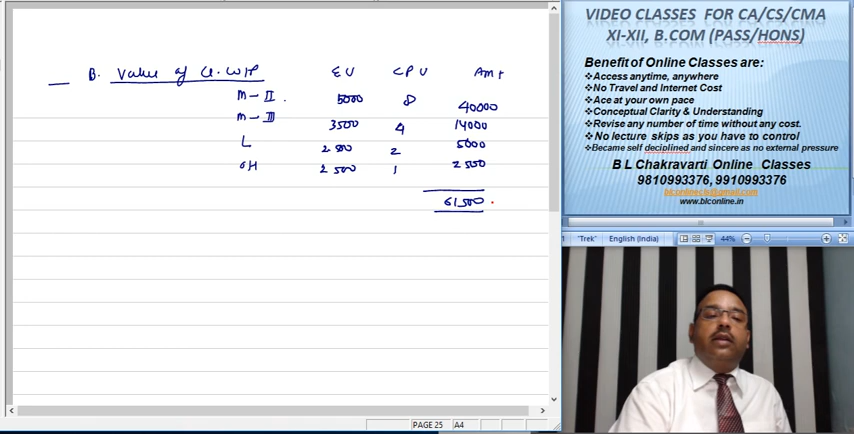 B. Value of Cl. WIP EU CPU Amt
M - II 5000 8 40000
M - III 3500 4 14000
L 2500 2 5000
OH 2500 1 2500
61500
PAGE 25 A4
VIDEO CLASSES FOR CA/CS/CMA
XI-XII, B.COM (PASS/HONS)
Benefit of Online Classes are:
✓Access anytime, anywhere
✓No Travel and Internet Cost
✓Ace at your own pace
✓Conceptual Clarity & Understanding
✓Revise any number of time without any cost.
✓No lecture skips as you have to control
✓Became self deciplined and sincere as no external pressure
B L Chakravarti Online Classes
9810993376, 9910993376
www.blconline.in
"Trek" English (India) 44%